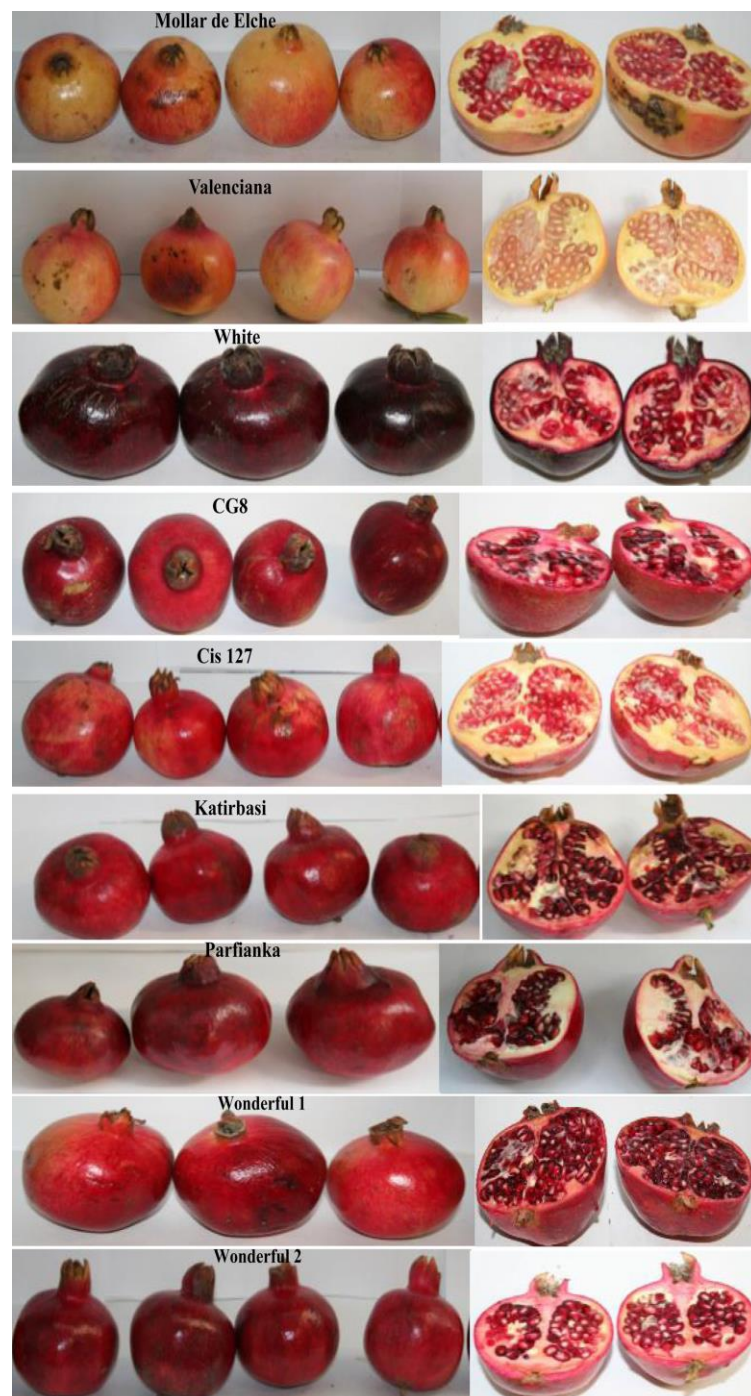 Mollar de Elche
Valenciana
White
CG8
Cis 127
Katirbasi
Parfianka
Wonderful 1
Wonderful 2